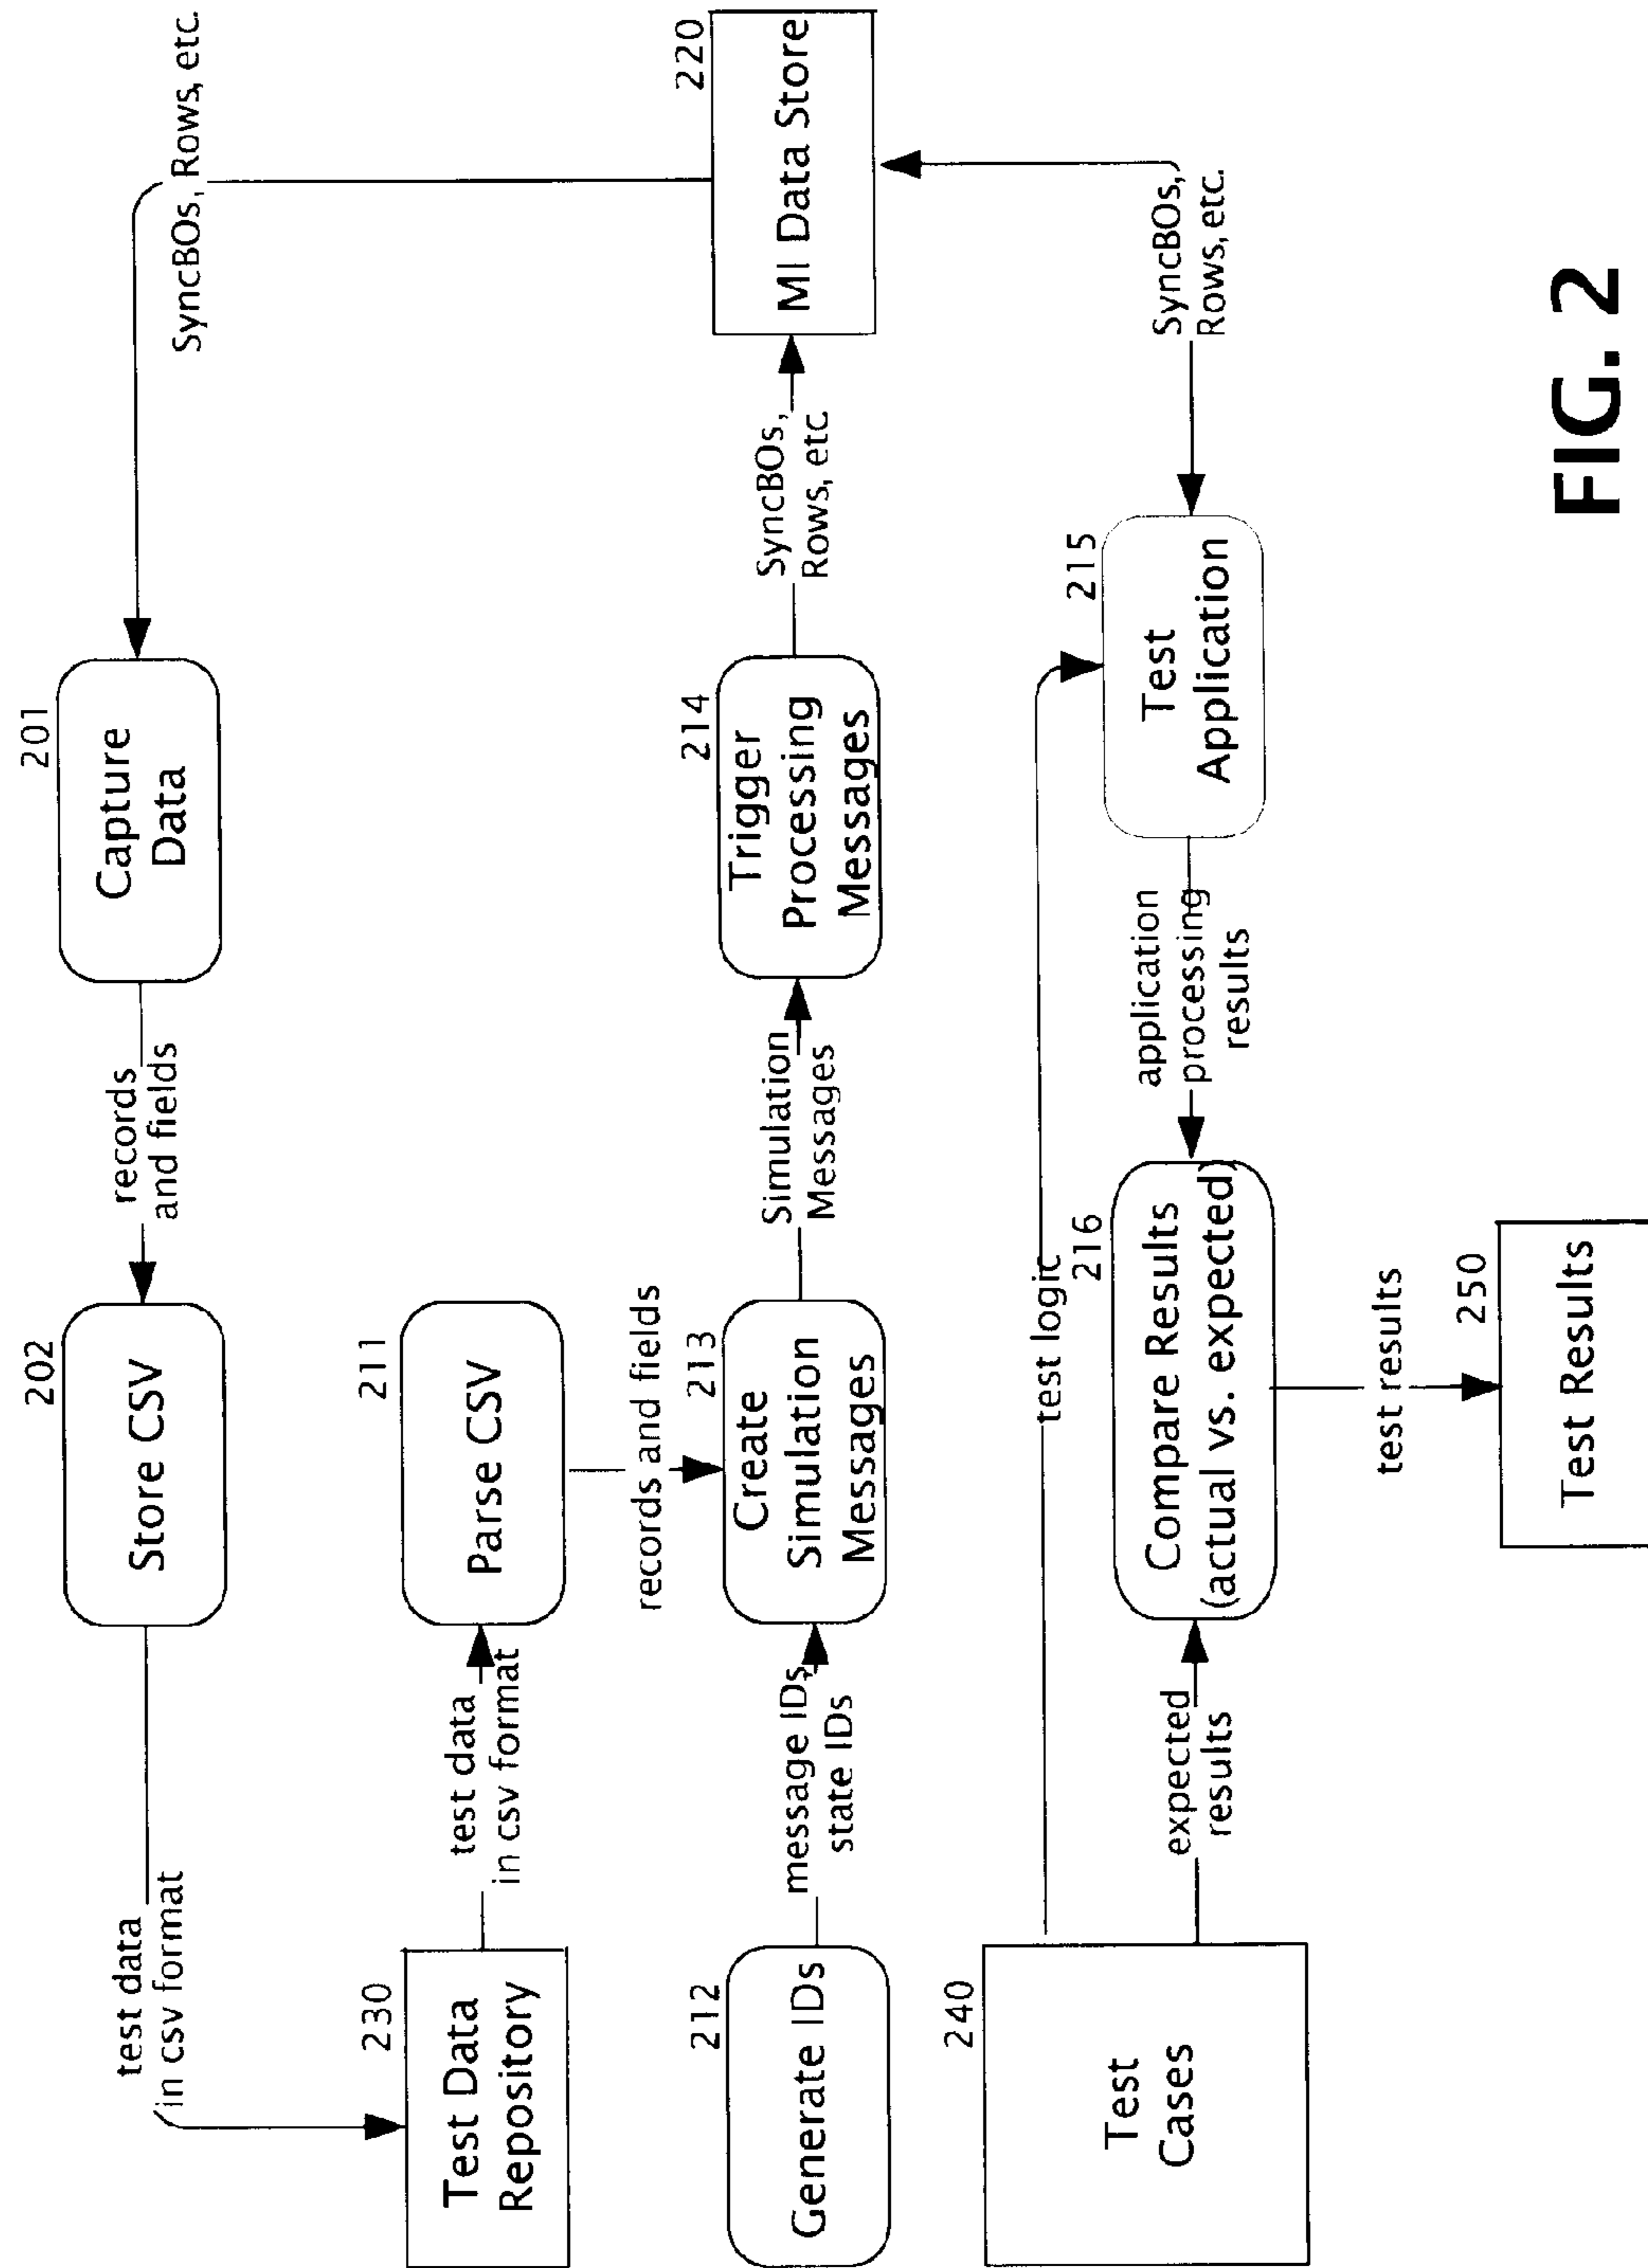 SyncBOs, Rows, etc.
201
Capture
Data
records
and fields
202
Store CSV
test data
in csv format
230
Test Data
Repository
test data
in csv format
211
Parse CSV
records and fields
212
Generate IDs
message IDs,
state IDs
213
Create
Simulation
Messages
Simulation
Messages
214
Trigger
Processing
Messages
SyncBOs,
Rows, etc
220
MI Data Store
SyncBOs,
Rows, etc.
240
Test
Cases
test logic
215
Test
Application
application
processing
results
expected
results
216
Compare Results
(actual vs. expected)
test results
250
Test Results
FIG. 2